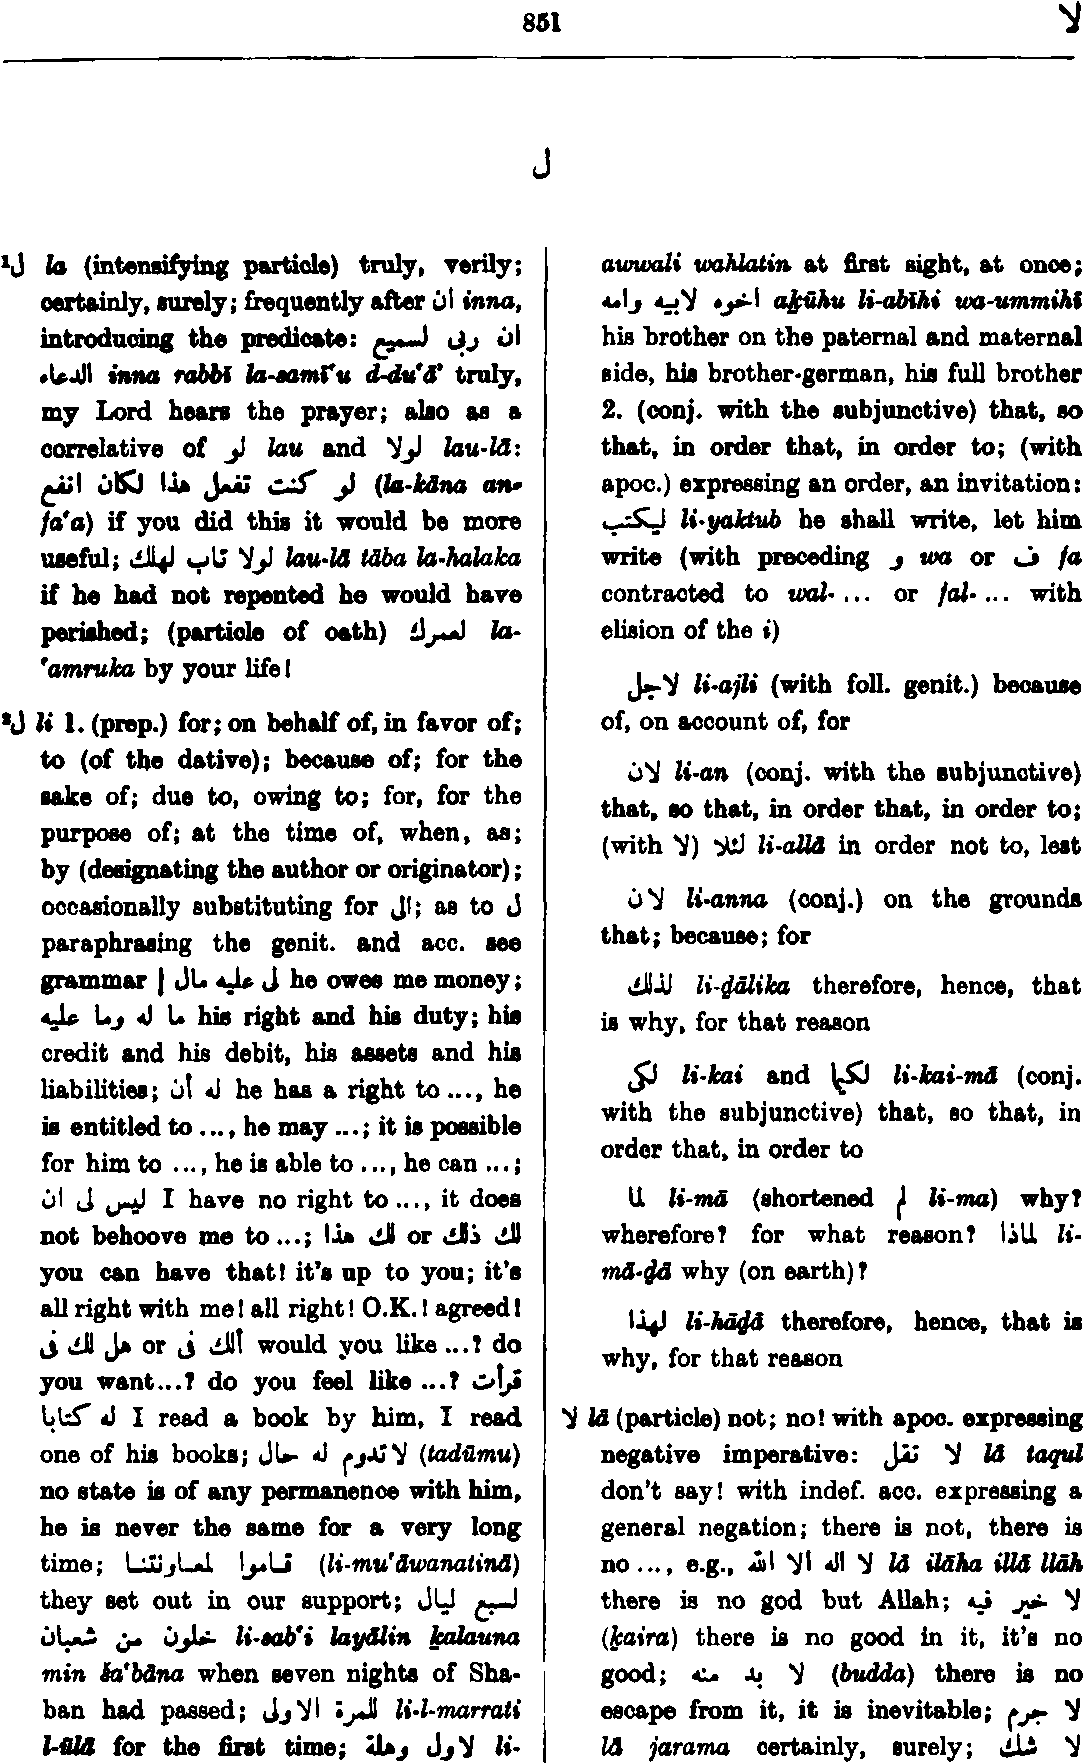 851
لا
ل
¹ل la (intensifying particle) truly, verily;
certainly, surely; frequently after ان inna,
introducing the predicate: ان ربى لسميع
الدعاء inna rabbī la-samī‘u d-du‘ā’ truly,
my Lord hears the prayer; also as a
correlative of لو lau and لولا lau-lā:
لو كنت تفعل هذا لكان انفع (la-kāna an-
fa‘a) if you did this it would be more
useful; لولا تاب لهلك lau-lā tāba la-halaka
if he had not repented he would have
perished; (particle of oath) لعمرك la-
‘amruka by your life!
²ل li 1. (prep.) for; on behalf of, in favor of;
to (of the dative); because of; for the
sake of; due to, owing to; for, for the
purpose of; at the time of, when, as;
by (designating the author or originator);
occasionally substituting for الى; as to ل
paraphrasing the genit. and acc. see
grammar | لى عليه مال he owes me money;
ما له وما عليه his right and his duty; his
credit and his debit, his assets and his
liabilities; له أن he has a right to ..., he
is entitled to ..., he may ...; it is possible
for him to ..., he is able to ..., he can ...;
ليس لى ان I have no right to ..., it does
not behoove me to ...; لك هذا or لك ذلك
you can have that! it's up to you; it's
all right with me! all right! O.K.! agreed!
هل لك فى or ألك فى would you like ...? do
you want...? do you feel like ...? قرأت
له كتابا I read a book by him, I read
one of his books; لا تدوم له حال (tadūmu)
no state is of any permanence with him,
he is never the same for a very long
time; قاموا لمعاونتنا (li-mu‘āwanatinā)
they set out in our support; لسبع ليال
خلون من شعبان li-sab‘i layālin ḵalauna
min ša‘bāna when seven nights of Sha-
ban had passed; للمرة الاولى li-l-marrati
l-ūlā for the first time; لاول وهلة li-
awwali wahlatin at first sight, at once;
اخوه لابيه وامه aḵūhu li-abīhi wa-ummihī
his brother on the paternal and maternal
side, his brother-german, his full brother
2. (conj. with the subjunctive) that, so
that, in order that, in order to; (with
apoc.) expressing an order, an invitation:
ليكتب li-yaktub he shall write, let him
write (with preceding و wa or ف fa
contracted to wal- ... or fal- ... with
elision of the i)
لاجل li-ajli (with foll. genit.) because
of, on account of, for
لان li-an (conj. with the subjunctive)
that, so that, in order that, in order to;
(with لا) لئلا li-allā in order not to, lest
لان li-anna (conj.) on the grounds
that; because; for
لذلك li-ḏālika therefore, hence, that
is why, for that reason
لكى li-kai and لكيما li-kai-mā (conj.
with the subjunctive) that, so that, in
order that, in order to
لما li-mā (shortened لم li-ma) why?
wherefore? for what reason? لماذا li-
mā-ḏā why (on earth)?
لهذا li-hāḏā therefore, hence, that is
why, for that reason
لا lā (particle) not; no! with apoc. expressing
negative imperative: لا تقل lā taqul
don't say! with indef. acc. expressing a
general negation; there is not, there is
no ..., e.g., لا اله الا الله lā ilāha illā llāh
there is no god but Allah; لا خير فيه
(ḵaira) there is no good in it, it's no
good; لا بد منه (budda) there is no
escape from it, it is inevitable; لا جرم
lā jarama certainly, surely; لا شك